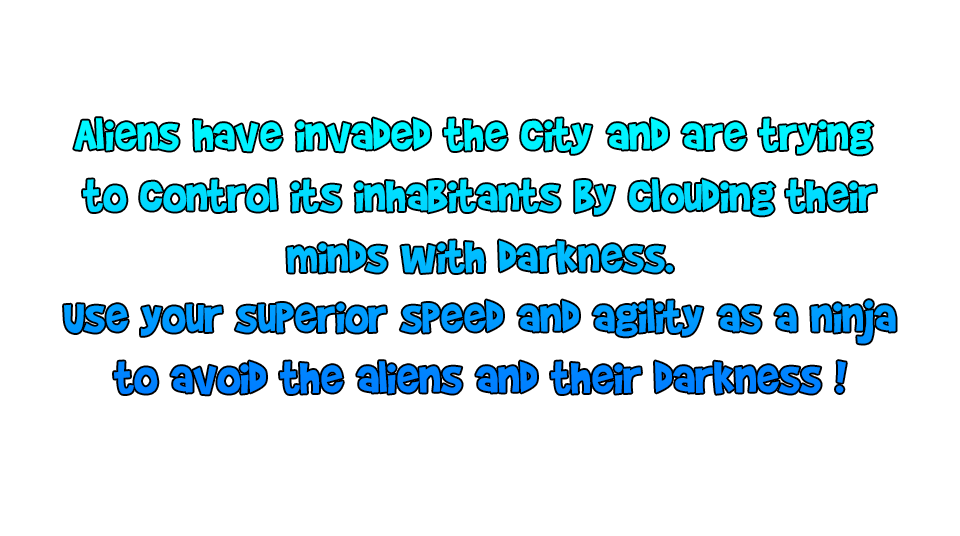 Aliens have invaded the City and are trying
to Control its inhabitants By Clouding their
minds with Darkness.
Use your superior speed and agility as a ninja
to avoid the aliens and their Darkness !